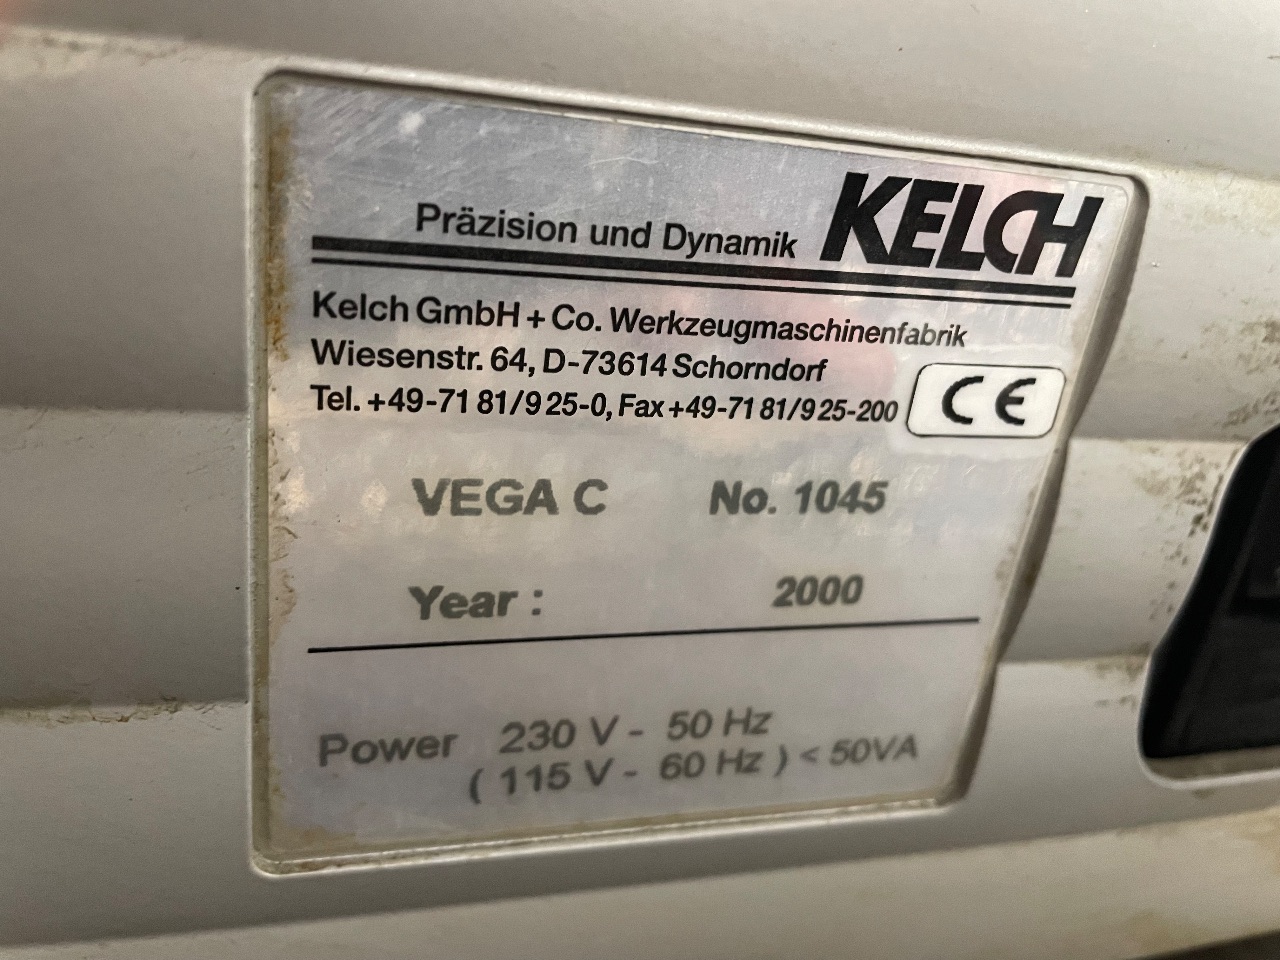 Präzision und Dynamik KELCH
Kelch GmbH + Co. Werkzeugmaschinenfabrik
Wiesenstr. 64, D-73614 Schorndorf
Tel. +49-71 81/9 25-0, Fax +49-71 81/9 25-200 CE
VEGA C No. 1045
Year : 2000
Power 230 V - 50 Hz
( 115 V - 60 Hz ) < 50VA